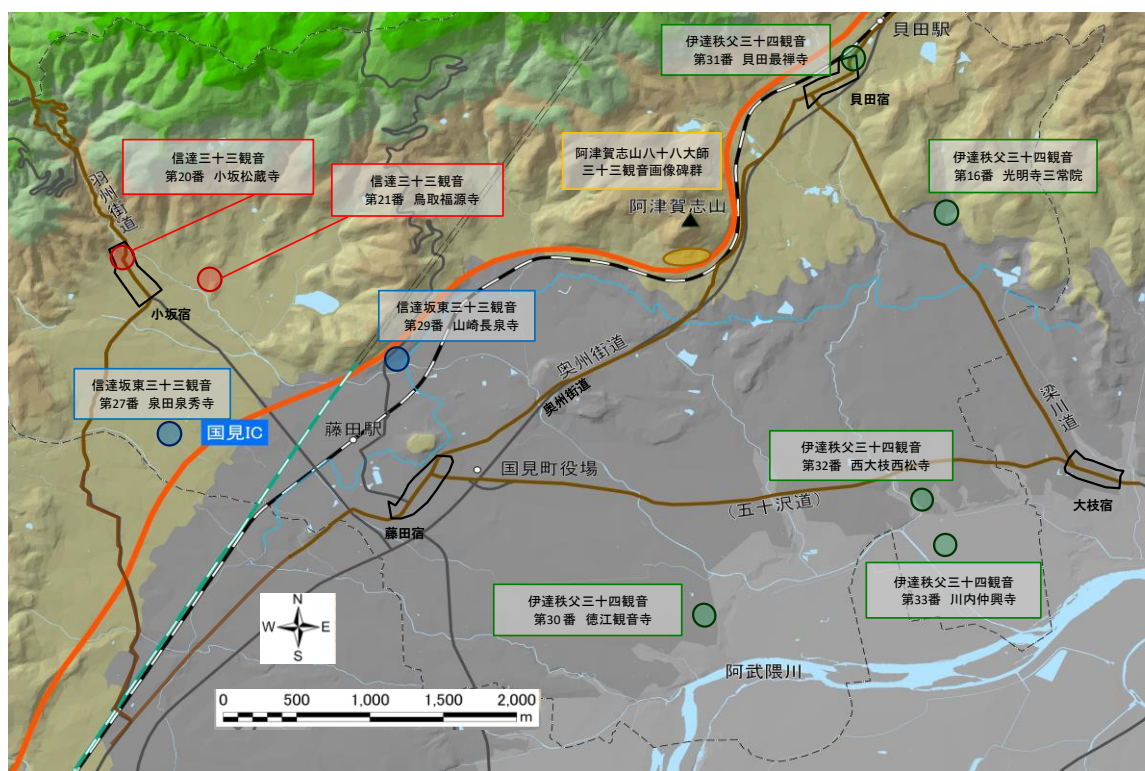 貝田駅
伊達秩父三十四観音
第31番 貝田最禅寺
貝田宿
信達三十三観音
第20番 小坂松蔵寺
羽州街道
信達三十三観音
第21番 鳥取福源寺
阿津賀志山八十八大師
三十三観音画像碑群
阿津賀志山
伊達秩父三十四観音
第16番 光明寺三常院
小坂宿
信達坂東三十三観音
第29番 山崎長泉寺
奥州街道
奥州街道
信達坂東三十三観音
第27番 泉田泉秀寺
国見IC
藤田駅
梁川道
国見町役場
伊達秩父三十四観音
第32番 西大枝西松寺
(五十沢道)
大枝宿
藤田宿
伊達秩父三十四観音
第33番 川内仲興寺
伊達秩父三十四観音
第30番 徳江観音寺
N
W E
S
阿武隈川
0 500 1,000 1,500 2,000
m